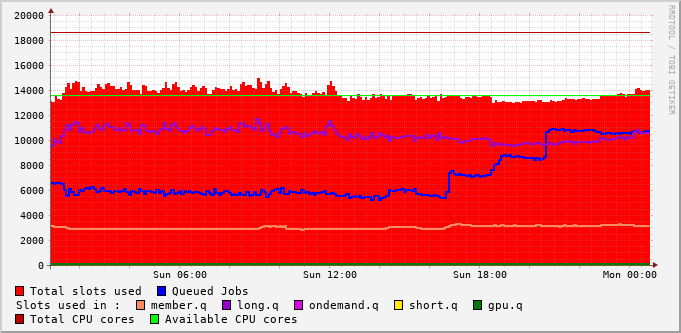 20000
18000
16000
14000
12000
10000
8000
6000
4000
2000
0
Sun 06:00 Sun 12:00 Sun 18:00 Mon 00:00
RRDTOOL / TOBI OETIKER
Total slots used Queued Jobs
Slots used in : member.q long.q ondemand.q short.q gpu.q
Total CPU cores Available CPU cores